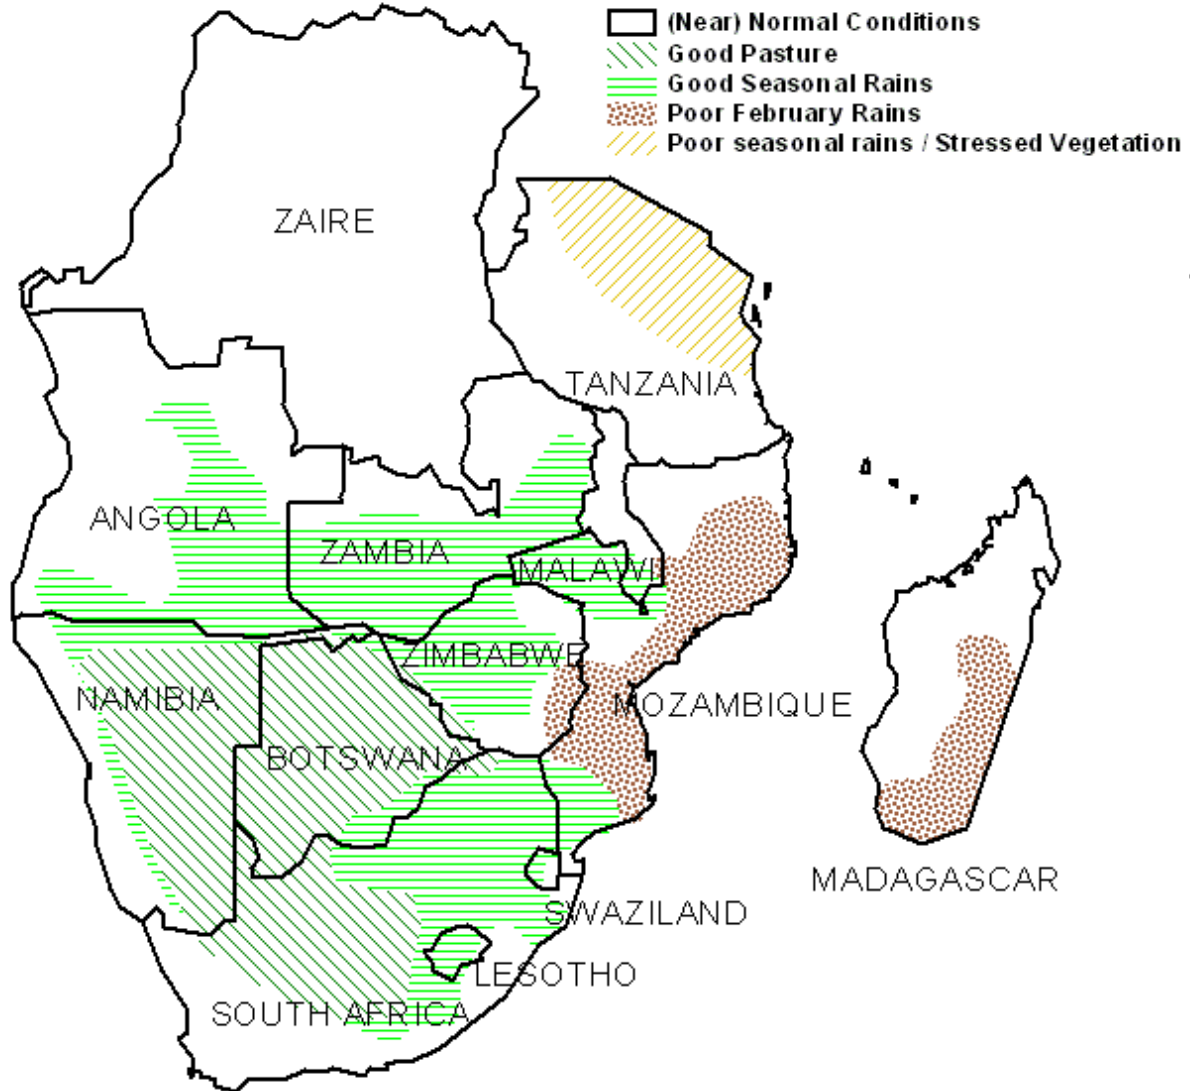 (Near) Normal Conditions
Good Pasture
Good Seasonal Rains
Poor February Rains
Poor seasonal rains / Stressed Vegetation
ZAIRE
TANZANIA
ANGOLA
ZAMBIA
MALAWI
ZIMBABWE
NAMIBIA
MOZAMBIQUE
BOTSWANA
MADAGASCAR
SWAZILAND
LESOTHO
SOUTH AFRICA